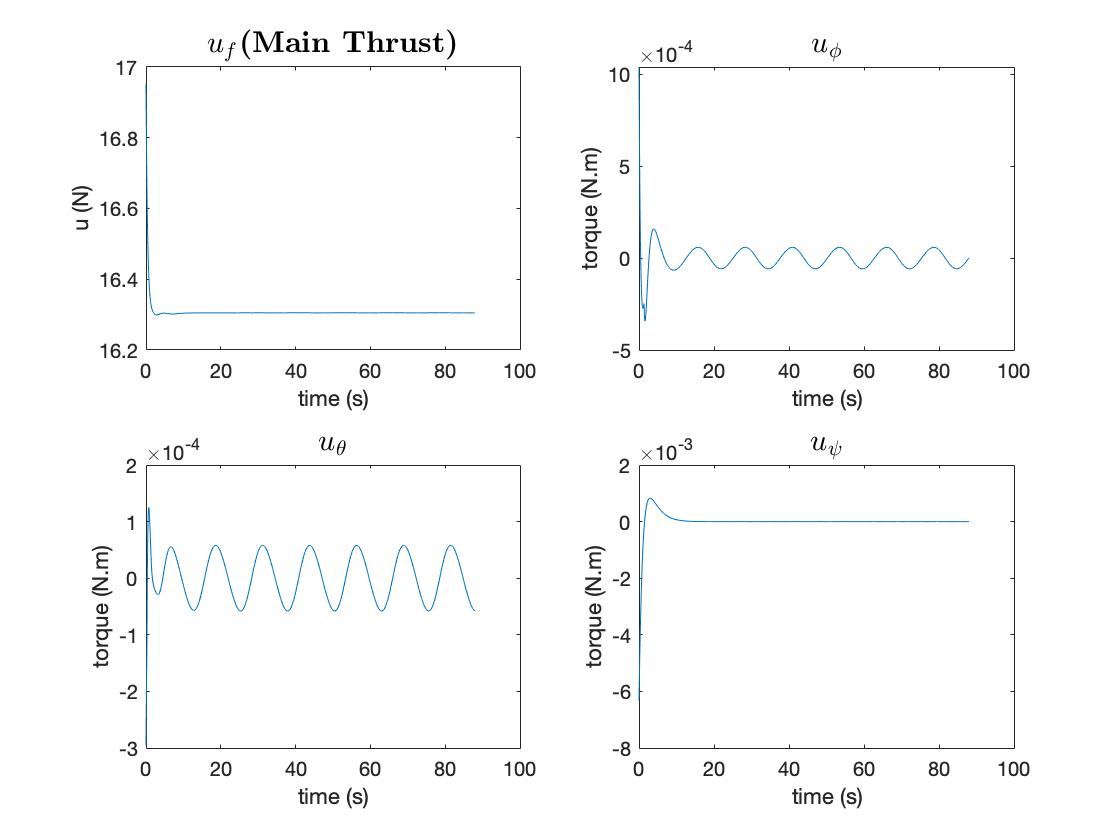 u_f(Main Thrust)
17
16.8
16.6
16.4
16.2
u (N)
0 20 40 60 80 100
time (s)
u_ϕ
×10^-4
10
5
0
-5
torque (N.m)
0 20 40 60 80 100
time (s)
u_θ
×10^-4
2
1
0
-1
-2
-3
torque (N.m)
0 20 40 60 80 100
time (s)
u_ψ
×10^-3
2
0
-2
-4
-6
-8
torque (N.m)
0 20 40 60 80 100
time (s)